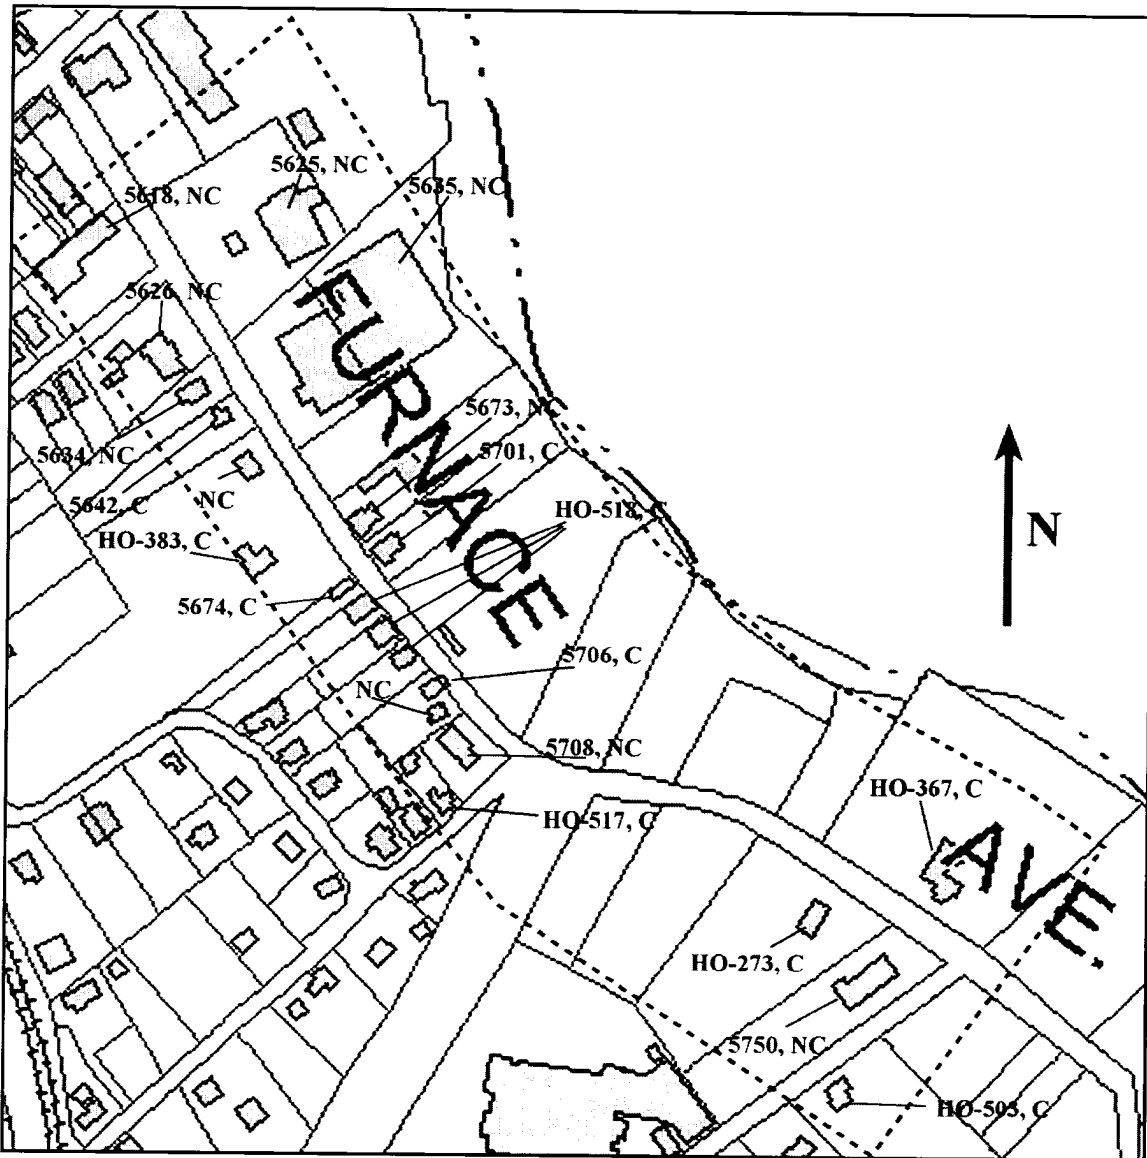 5625, NC
5635, NC
5618, NC
5626, NC
FURNACE
5673, NC
5701, C
5634, NC
5642, C
NC
HO-518, C
HO-383, C
N
5674, C
5706, C
NC
5708, NC
HO-367, C
HO-517, C
AVE.
HO-273, C
5750, NC
HO-503, C